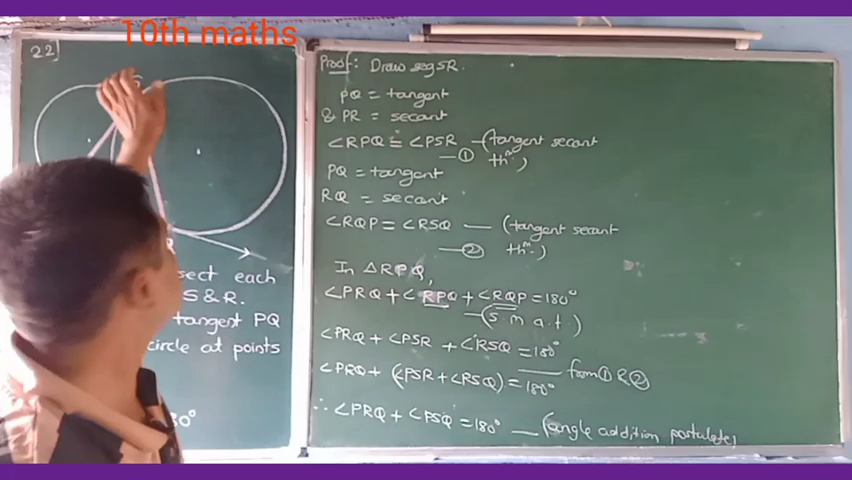 10th maths
22]
S
sect each
S & R.
tangent PQ
circle at points
80°
Proof: Draw seg SR.
PQ = tangent
& PR = secant
∠RPQ = ∠PSR — (tangent secant
— ① thm)
PQ = tangent
RQ = secant
∠RQP = ∠RSQ — (tangent secant
— ② thm)
In △RPQ,
∠PRQ + ∠RPQ + ∠RQP = 180°
— (S m a t)
∠PRQ + ∠PSR + ∠RSQ = 180°
— from ① & ②
∠PRQ + (∠PSR + ∠RSQ) = 180°
∴ ∠PRQ + ∠PSQ = 180° — (angle addition postulate)